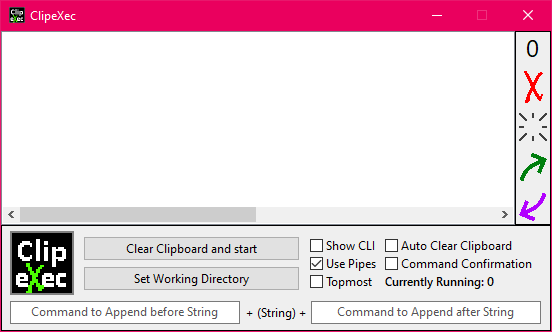 Clip eXec ClipeXec
0
Clip
eXec
Clear Clipboard and start
Set Working Directory
Show CLI
Auto Clear Clipboard
Use Pipes
Command Confirmation
Topmost
Currently Running: 0
Command to Append before String + (String) + Command to Append after String